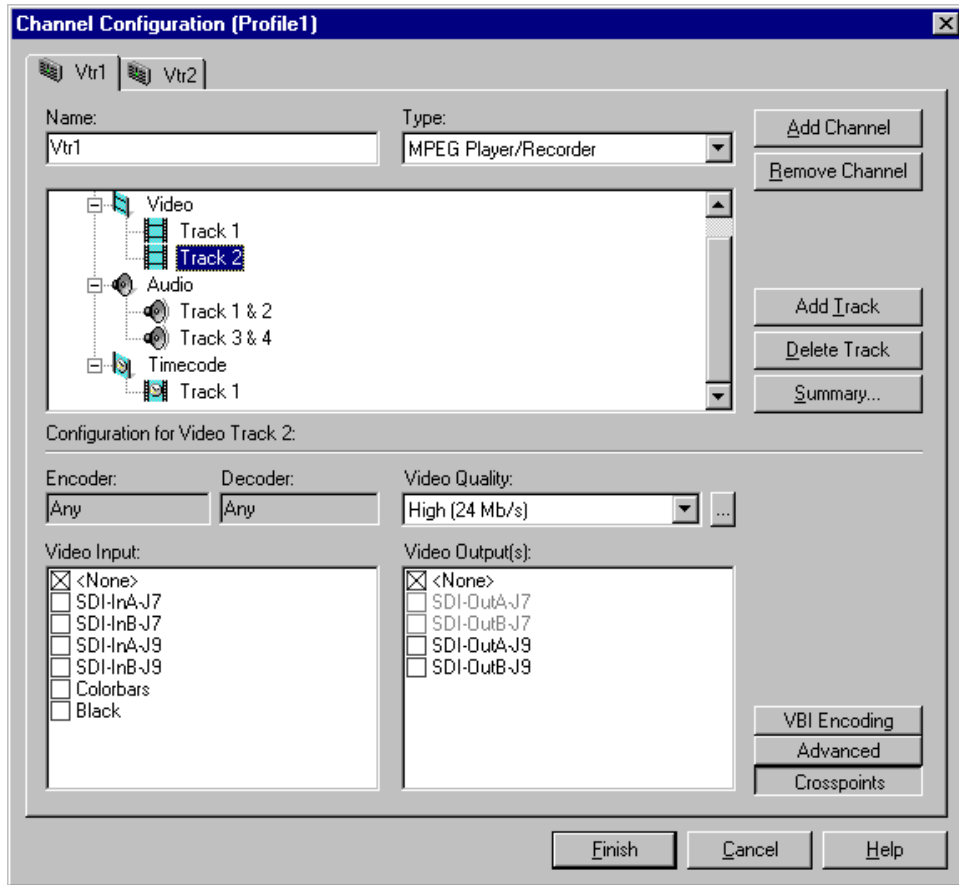 Channel Configuration (Profile1)
Vtr1 Vtr2
Name: Type:
Vtr1 MPEG Player/Recorder
Add Channel
Remove Channel
Video
Track 1
Track 2
Audio
Track 1 & 2
Track 3 & 4
Timecode
Track 1
Add Track
Delete Track
Summary...
Configuration for Video Track 2:
Encoder: Decoder: Video Quality:
Any Any High (24 Mb/s) ...
Video Input:
<None>
SDI-InA-J7
SDI-InB-J7
SDI-InA-J9
SDI-InB-J9
Colorbars
Black
Video Output(s):
<None>
SDI-OutA-J7
SDI-OutB-J7
SDI-OutA-J9
SDI-OutB-J9
VBI Encoding
Advanced
Crosspoints
Finish Cancel Help